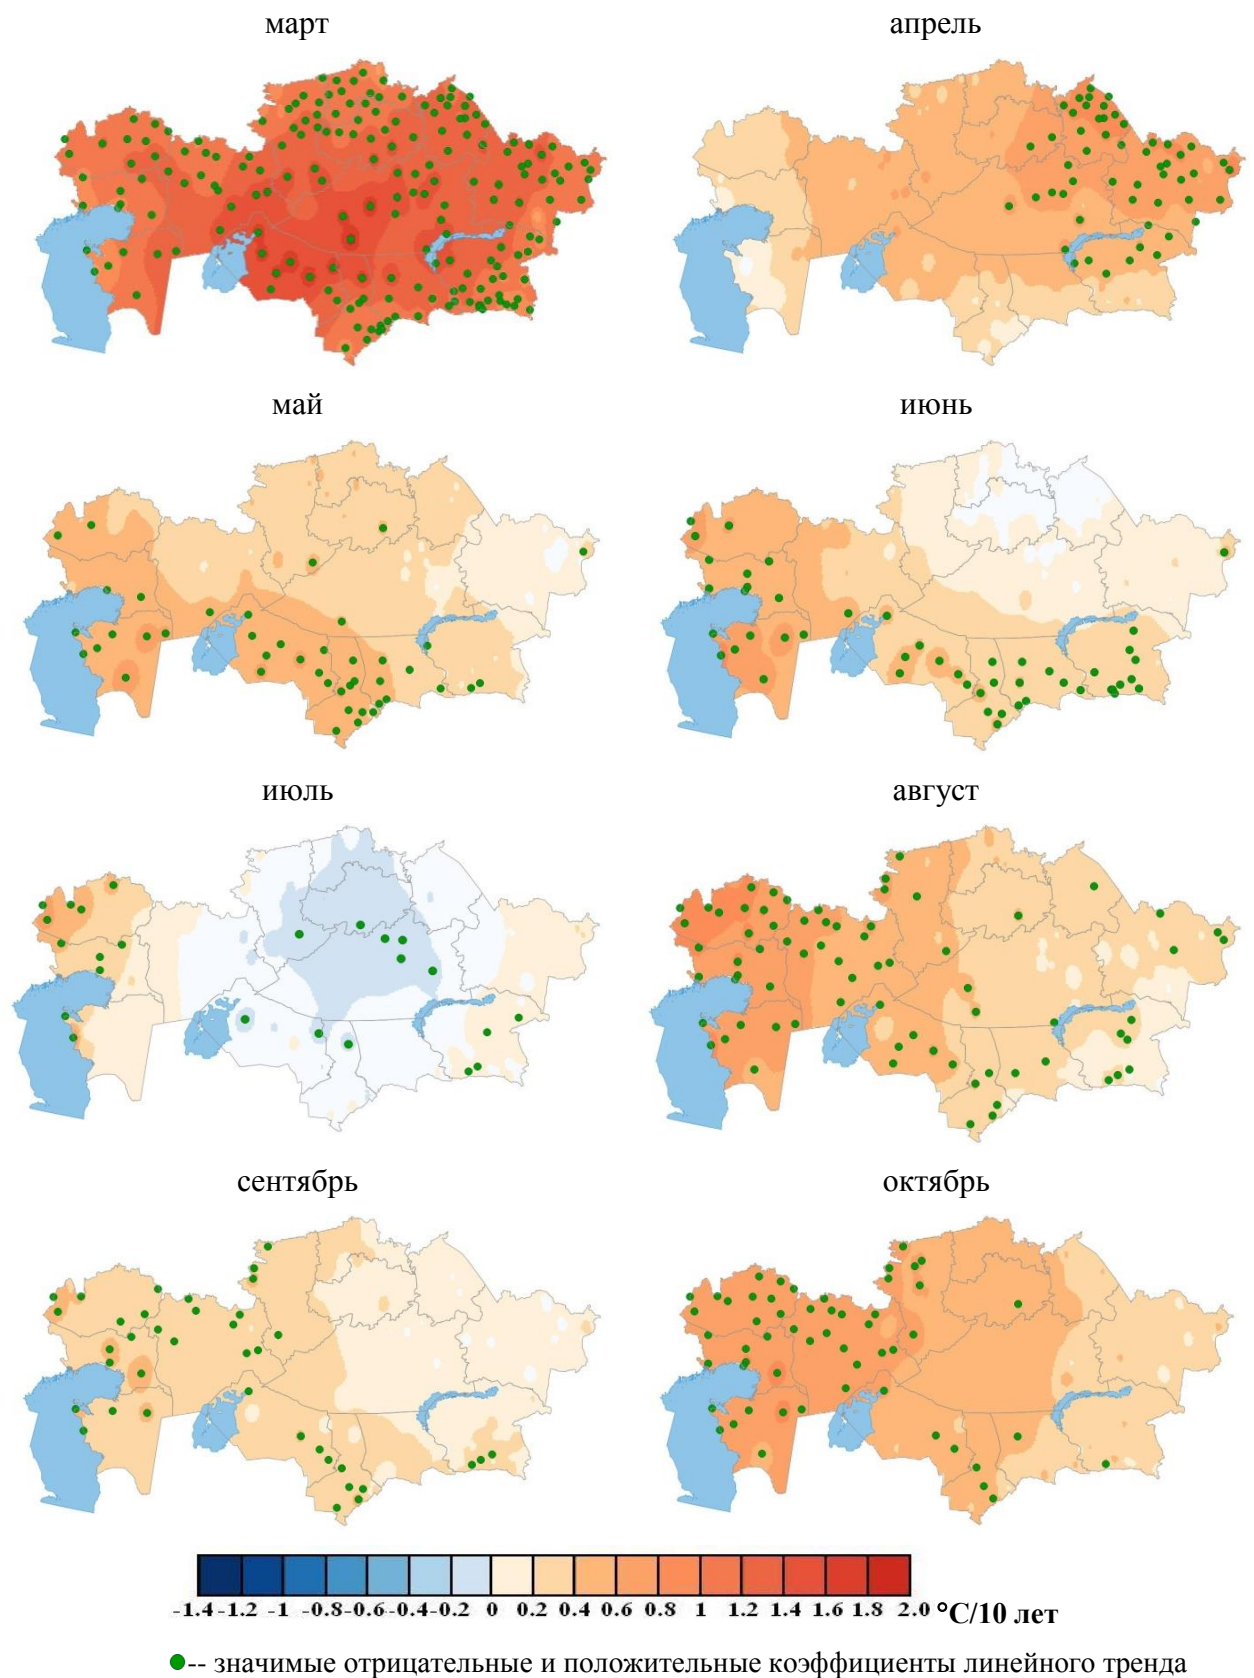 март апрель
май июнь
июль август
сентябрь октябрь
-1.4 -1.2 -1 -0.8 -0.6 -0.4 -0.2 0 0.2 0.4 0.6 0.8 1 1.2 1.4 1.6 1.8 2.0 °C/10 лет
-- значимые отрицательные и положительные коэффициенты линейного тренда